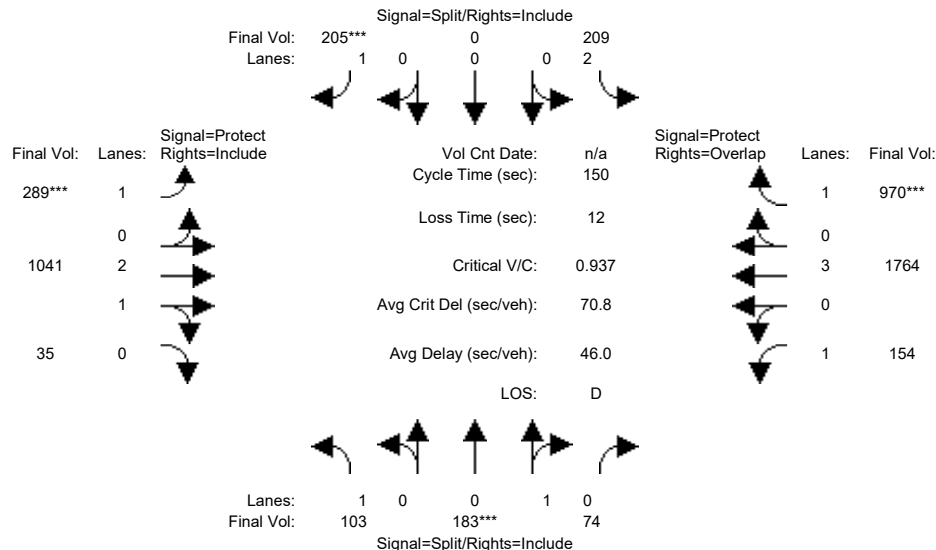 Signal=Split/Rights=Include
Final Vol: 205*** 0 209
Lanes: 1 0 0 0 2
Signal=Protect Signal=Protect
Final Vol: Lanes: Rights=Include Vol Cnt Date: n/a Rights=Overlap Lanes: Final Vol:
Cycle Time (sec): 150
289*** 1 1 970***
Loss Time (sec): 12
0 0
1041 2 Critical V/C: 0.937 3 1764
1 Avg Crit Del (sec/veh): 70.8 0
35 0 Avg Delay (sec/veh): 46.0 1 154
LOS: D
Lanes: 1 0 0 1 0
Final Vol: 103 183*** 74
Signal=Split/Rights=Include